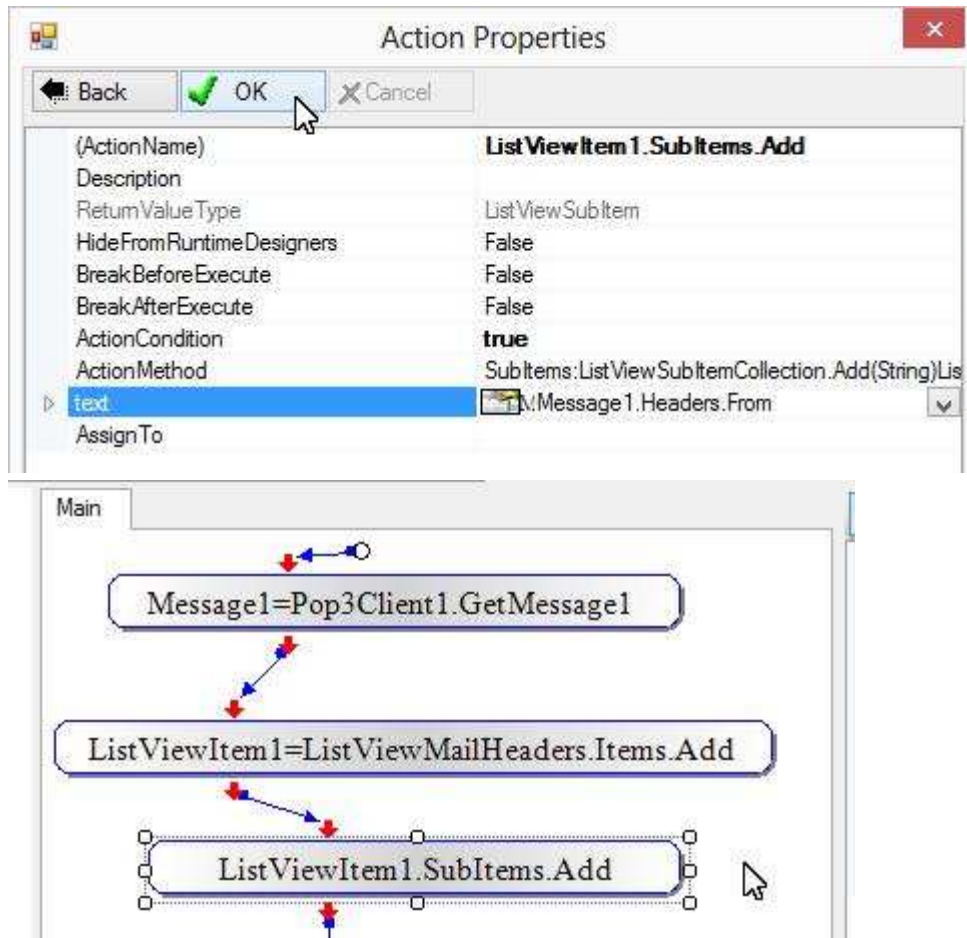 Action Properties
Back OK Cancel
(ActionName) ListViewItem1.SubItems.Add
Description
ReturnValueType ListViewSubItem
HideFromRuntimeDesigners False
BreakBeforeExecute False
BreakAfterExecute False
ActionCondition true
ActionMethod SubItems:ListViewSubItemCollection.Add(String)Lis
text Message1.Headers.From
AssignTo
Main
Message1=Pop3Client1.GetMessage1
ListViewItem1=ListViewMailHeaders.Items.Add
ListViewItem1.SubItems.Add